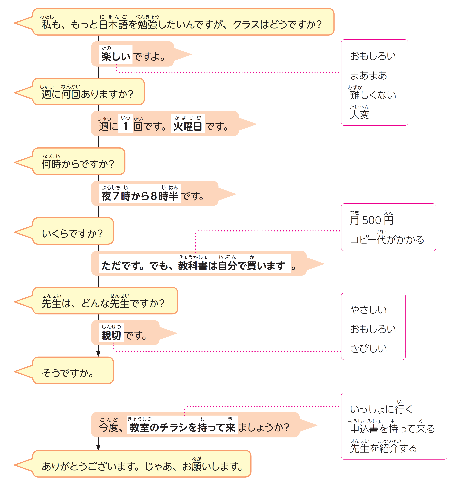 私も、もっと日本語を勉強したいんですが、クラスはどうですか?
楽しいですよ。
おもしろい
まあまあ
難しくない
大変
週に何回ありますか?
週に1回です。火曜日です。
何時からですか?
夜7時から8時半です。
いくらですか?
月500円
コピー代がかかる
ただです。でも、教科書は自分で買います。
先生は、どんな先生ですか?
やさしい
おもしろい
きびしい
親切です。
そうですか。
いっしょに行く
申込書を持って来る
先生を紹介する
今度、教室のチラシを持って来ましょうか?
ありがとうございます。じゃあ、お願いします。